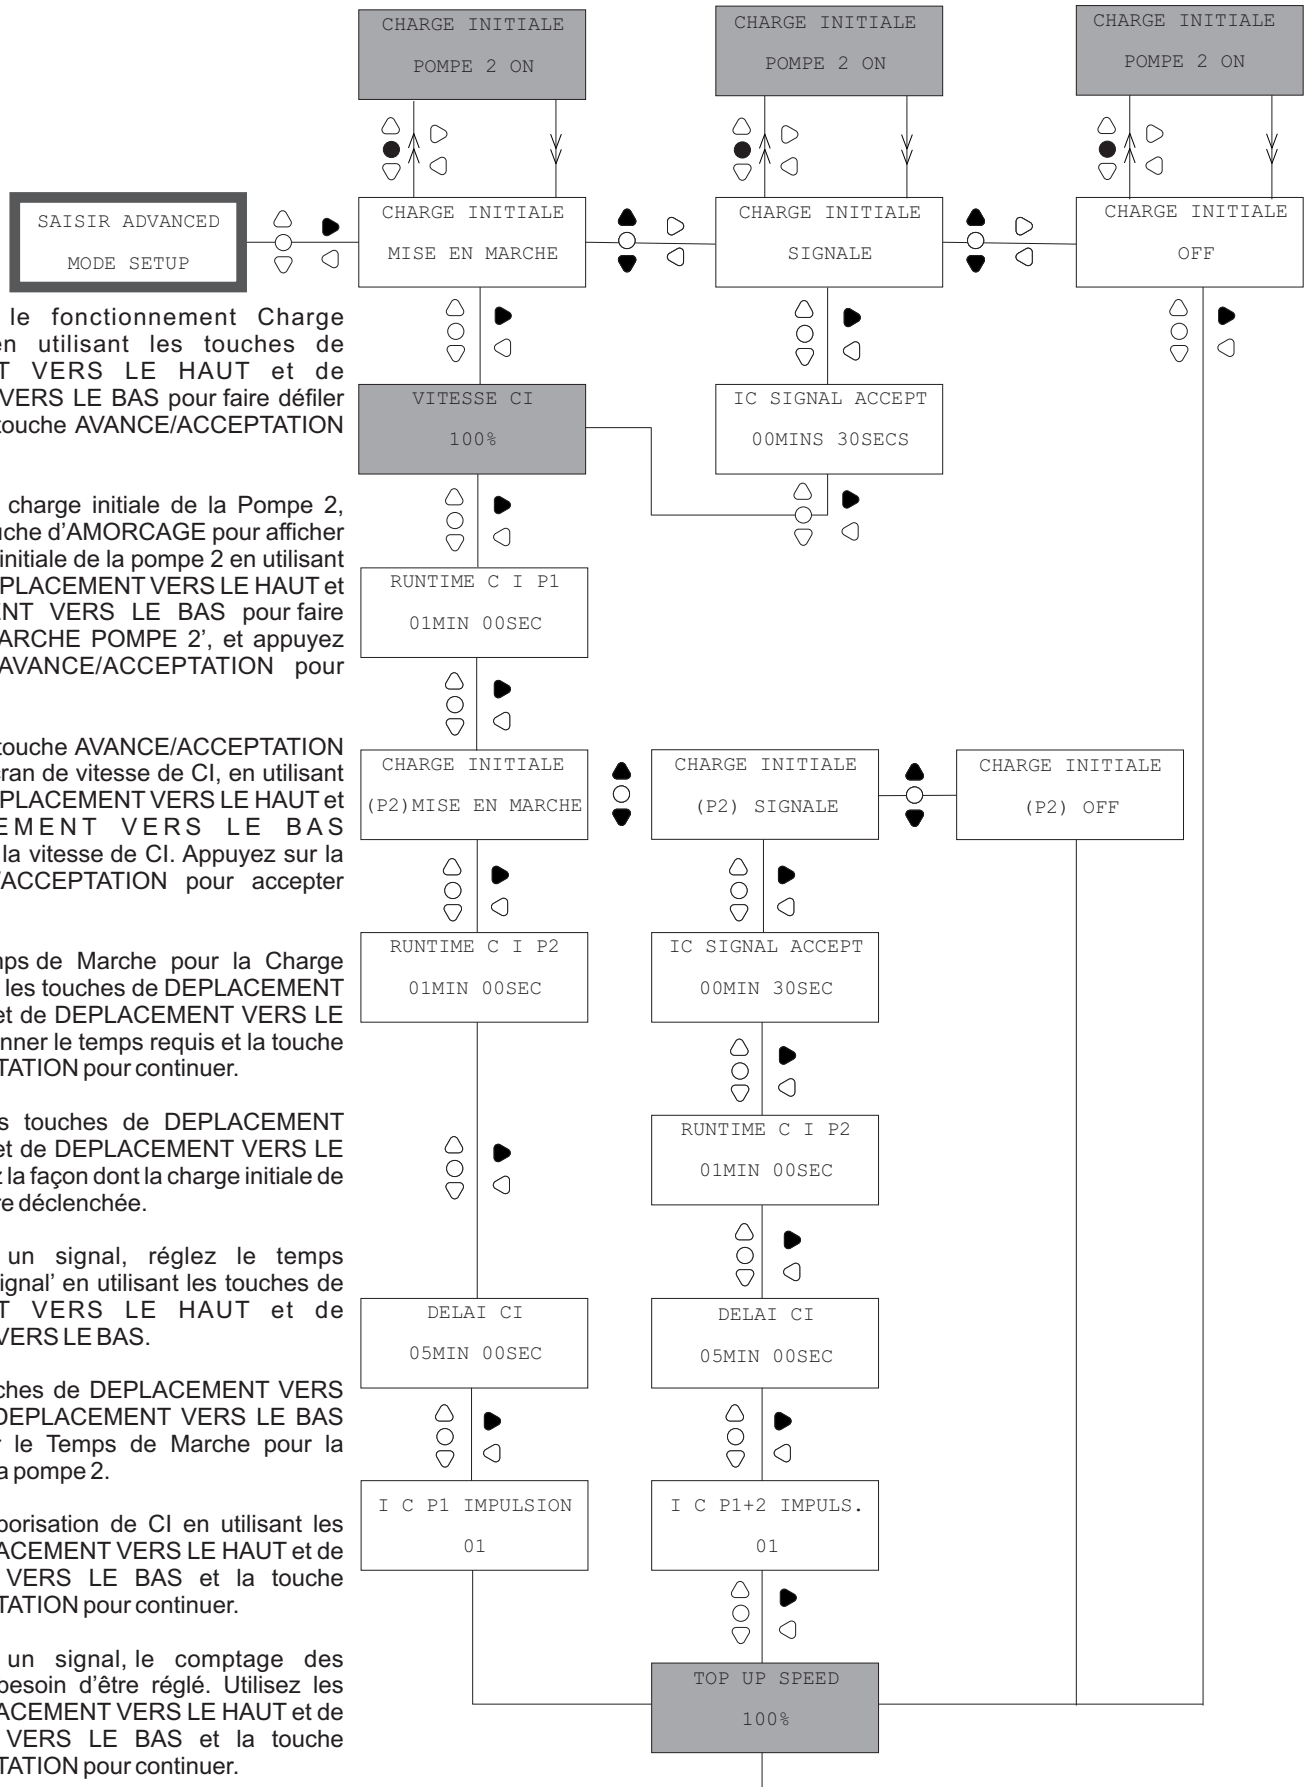 CHARGE INITIALE
POMPE 2 ON
CHARGE INITIALE
POMPE 2 ON
CHARGE INITIALE
POMPE 2 ON
SAISIR ADVANCED
MODE SETUP
CHARGE INITIALE
MISE EN MARCHE
CHARGE INITIALE
SIGNALE
CHARGE INITIALE
OFF
le fonctionnement Charge
en utilisant les touches de
T VERS LE HAUT et de
VERS LE BAS pour faire défiler
touche AVANCE/ACCEPTATION
VITESSE CI
100%
IC SIGNAL ACCEPT
00MINS 30SECS
charge initiale de la Pompe 2,
uche d'AMORCAGE pour afficher
initiale de la pompe 2 en utilisant
PLACEMENT VERS LE HAUT et
ENT VERS LE BAS pour faire
ARCHE POMPE 2', et appuyez
AVANCE/ACCEPTATION pour
RUNTIME C I P1
01MIN 00SEC
touche AVANCE/ACCEPTATION
cran de vitesse de CI, en utilisant
PLACEMENT VERS LE HAUT et
EMENT VERS LE BAS
la vitesse de CI. Appuyez sur la
/ACCEPTATION pour accepter
CHARGE INITIALE
(P2)MISE EN MARCHE
CHARGE INITIALE
(P2) SIGNALE
CHARGE INITIALE
(P2) OFF
mps de Marche pour la Charge
les touches de DEPLACEMENT
et de DEPLACEMENT VERS LE
nner le temps requis et la touche
TATION pour continuer.
RUNTIME C I P2
01MIN 00SEC
IC SIGNAL ACCEPT
00MIN 30SEC
s touches de DEPLACEMENT
et de DEPLACEMENT VERS LE
z la façon dont la charge initiale de
re déclenchée.
RUNTIME C I P2
01MIN 00SEC
un signal, réglez le temps
ignal' en utilisant les touches de
T VERS LE HAUT et de
VERS LE BAS.
DELAI CI
05MIN 00SEC
DELAI CI
05MIN 00SEC
ches de DEPLACEMENT VERS
DEPLACEMENT VERS LE BAS
r le Temps de Marche pour la
a pompe 2.
I C P1 IMPULSION
01
I C P1+2 IMPULS.
01
porisation de CI en utilisant les
LACEMENT VERS LE HAUT et de
VERS LE BAS et la touche
TATION pour continuer.
un signal, le comptage des
besoin d'être réglé. Utilisez les
LACEMENT VERS LE HAUT et de
VERS LE BAS et la touche
TATION pour continuer.
TOP UP SPEED
100%